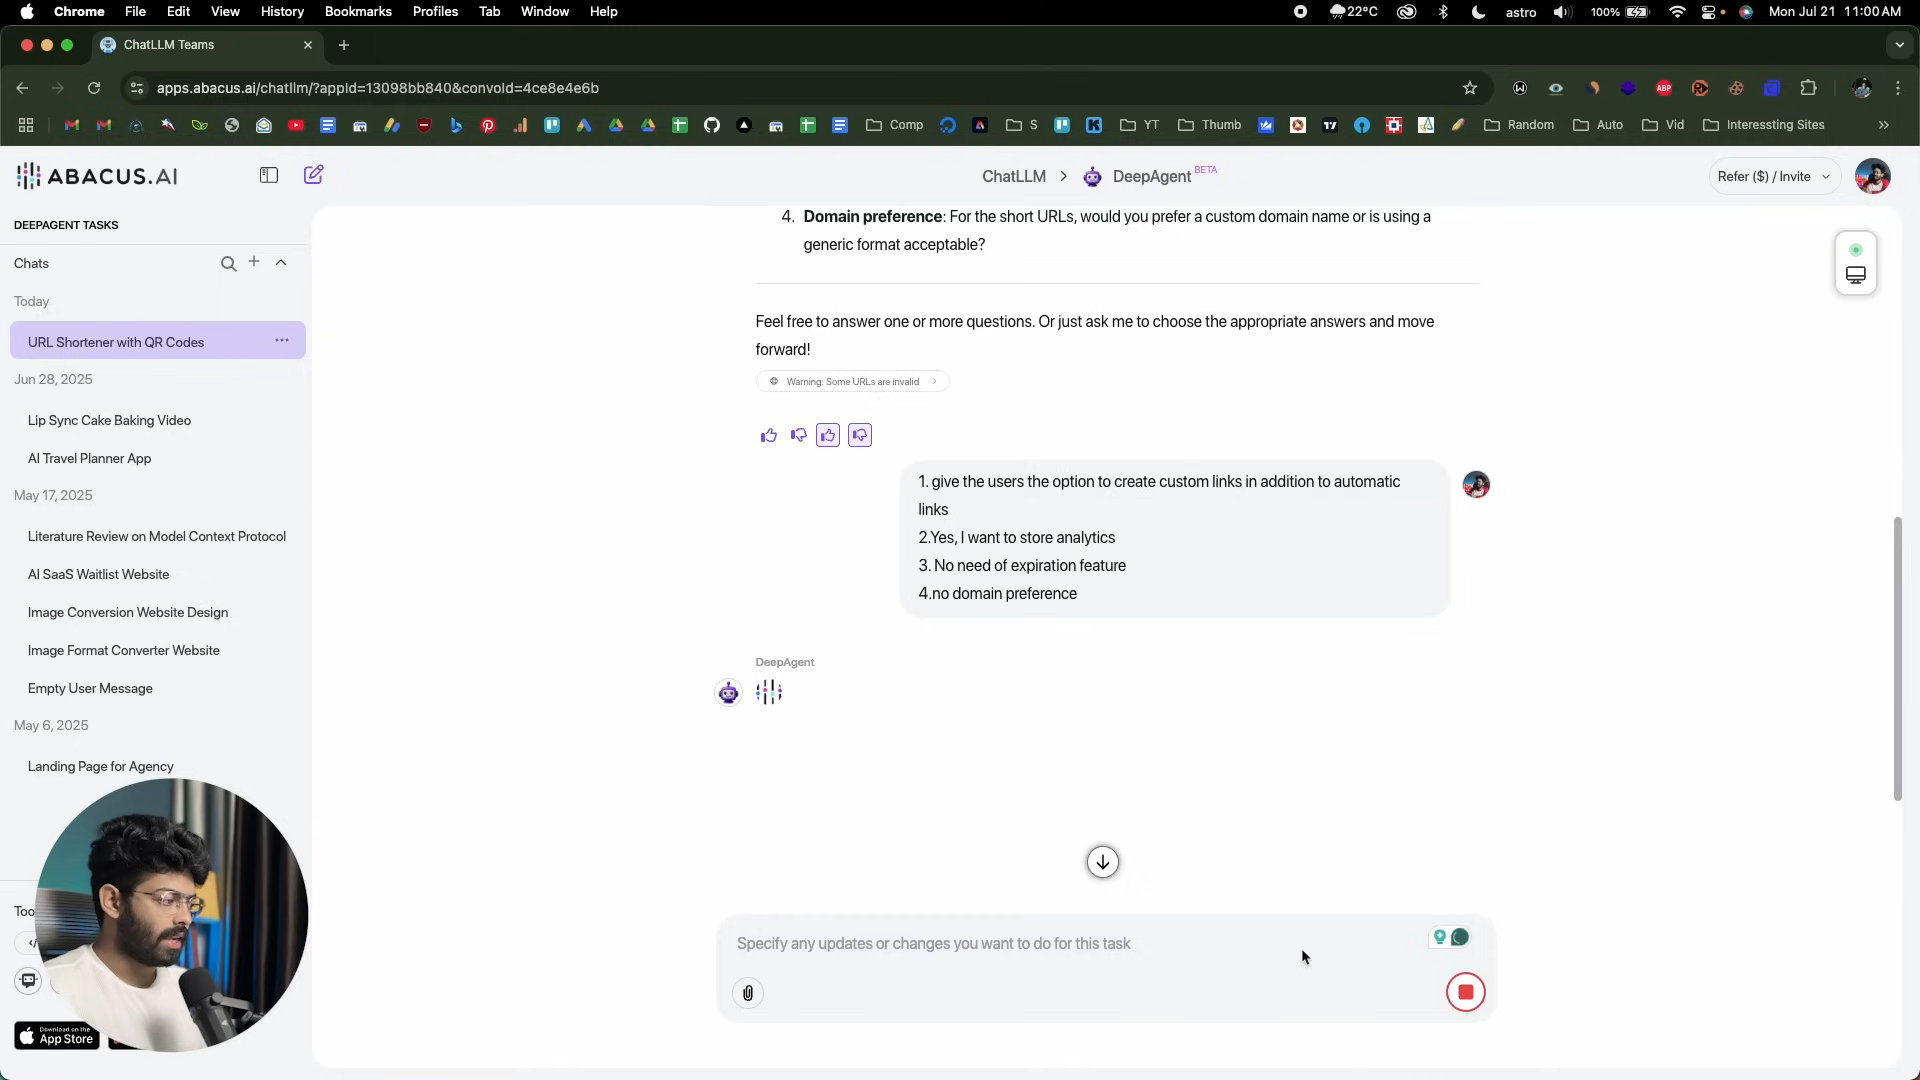 Chrome File Edit View History Bookmarks Profiles Tab Window Help 22°C astro 100% Mon Jul 21 11:00 AM
ChatLLM Teams
apps.abacus.ai/chatllm/?appId=13098bb840&convoId=4ce8e4e6b
Comp S YT Thumb Random Auto Vid Interessting Sites
ABACUS.AI
ChatLLM > DeepAgent BETA
Refer ($) / Invite
DEEPAGENT TASKS
Chats
Today
URL Shortener with QR Codes
Jun 28, 2025
Lip Sync Cake Baking Video
AI Travel Planner App
May 17, 2025
Literature Review on Model Context Protocol
AI SaaS Waitlist Website
Image Conversion Website Design
Image Format Converter Website
Empty User Message
May 6, 2025
Landing Page for Agency
Download on the
App Store
4. Domain preference: For the short URLs, would you prefer a custom domain name or is using a
generic format acceptable?
Feel free to answer one or more questions. Or just ask me to choose the appropriate answers and move
forward!
Warning: Some URLs are invalid
1. give the users the option to create custom links in addition to automatic
links
2.Yes, I want to store analytics
3. No need of expiration feature
4.no domain preference
DeepAgent
Specify any updates or changes you want to do for this task